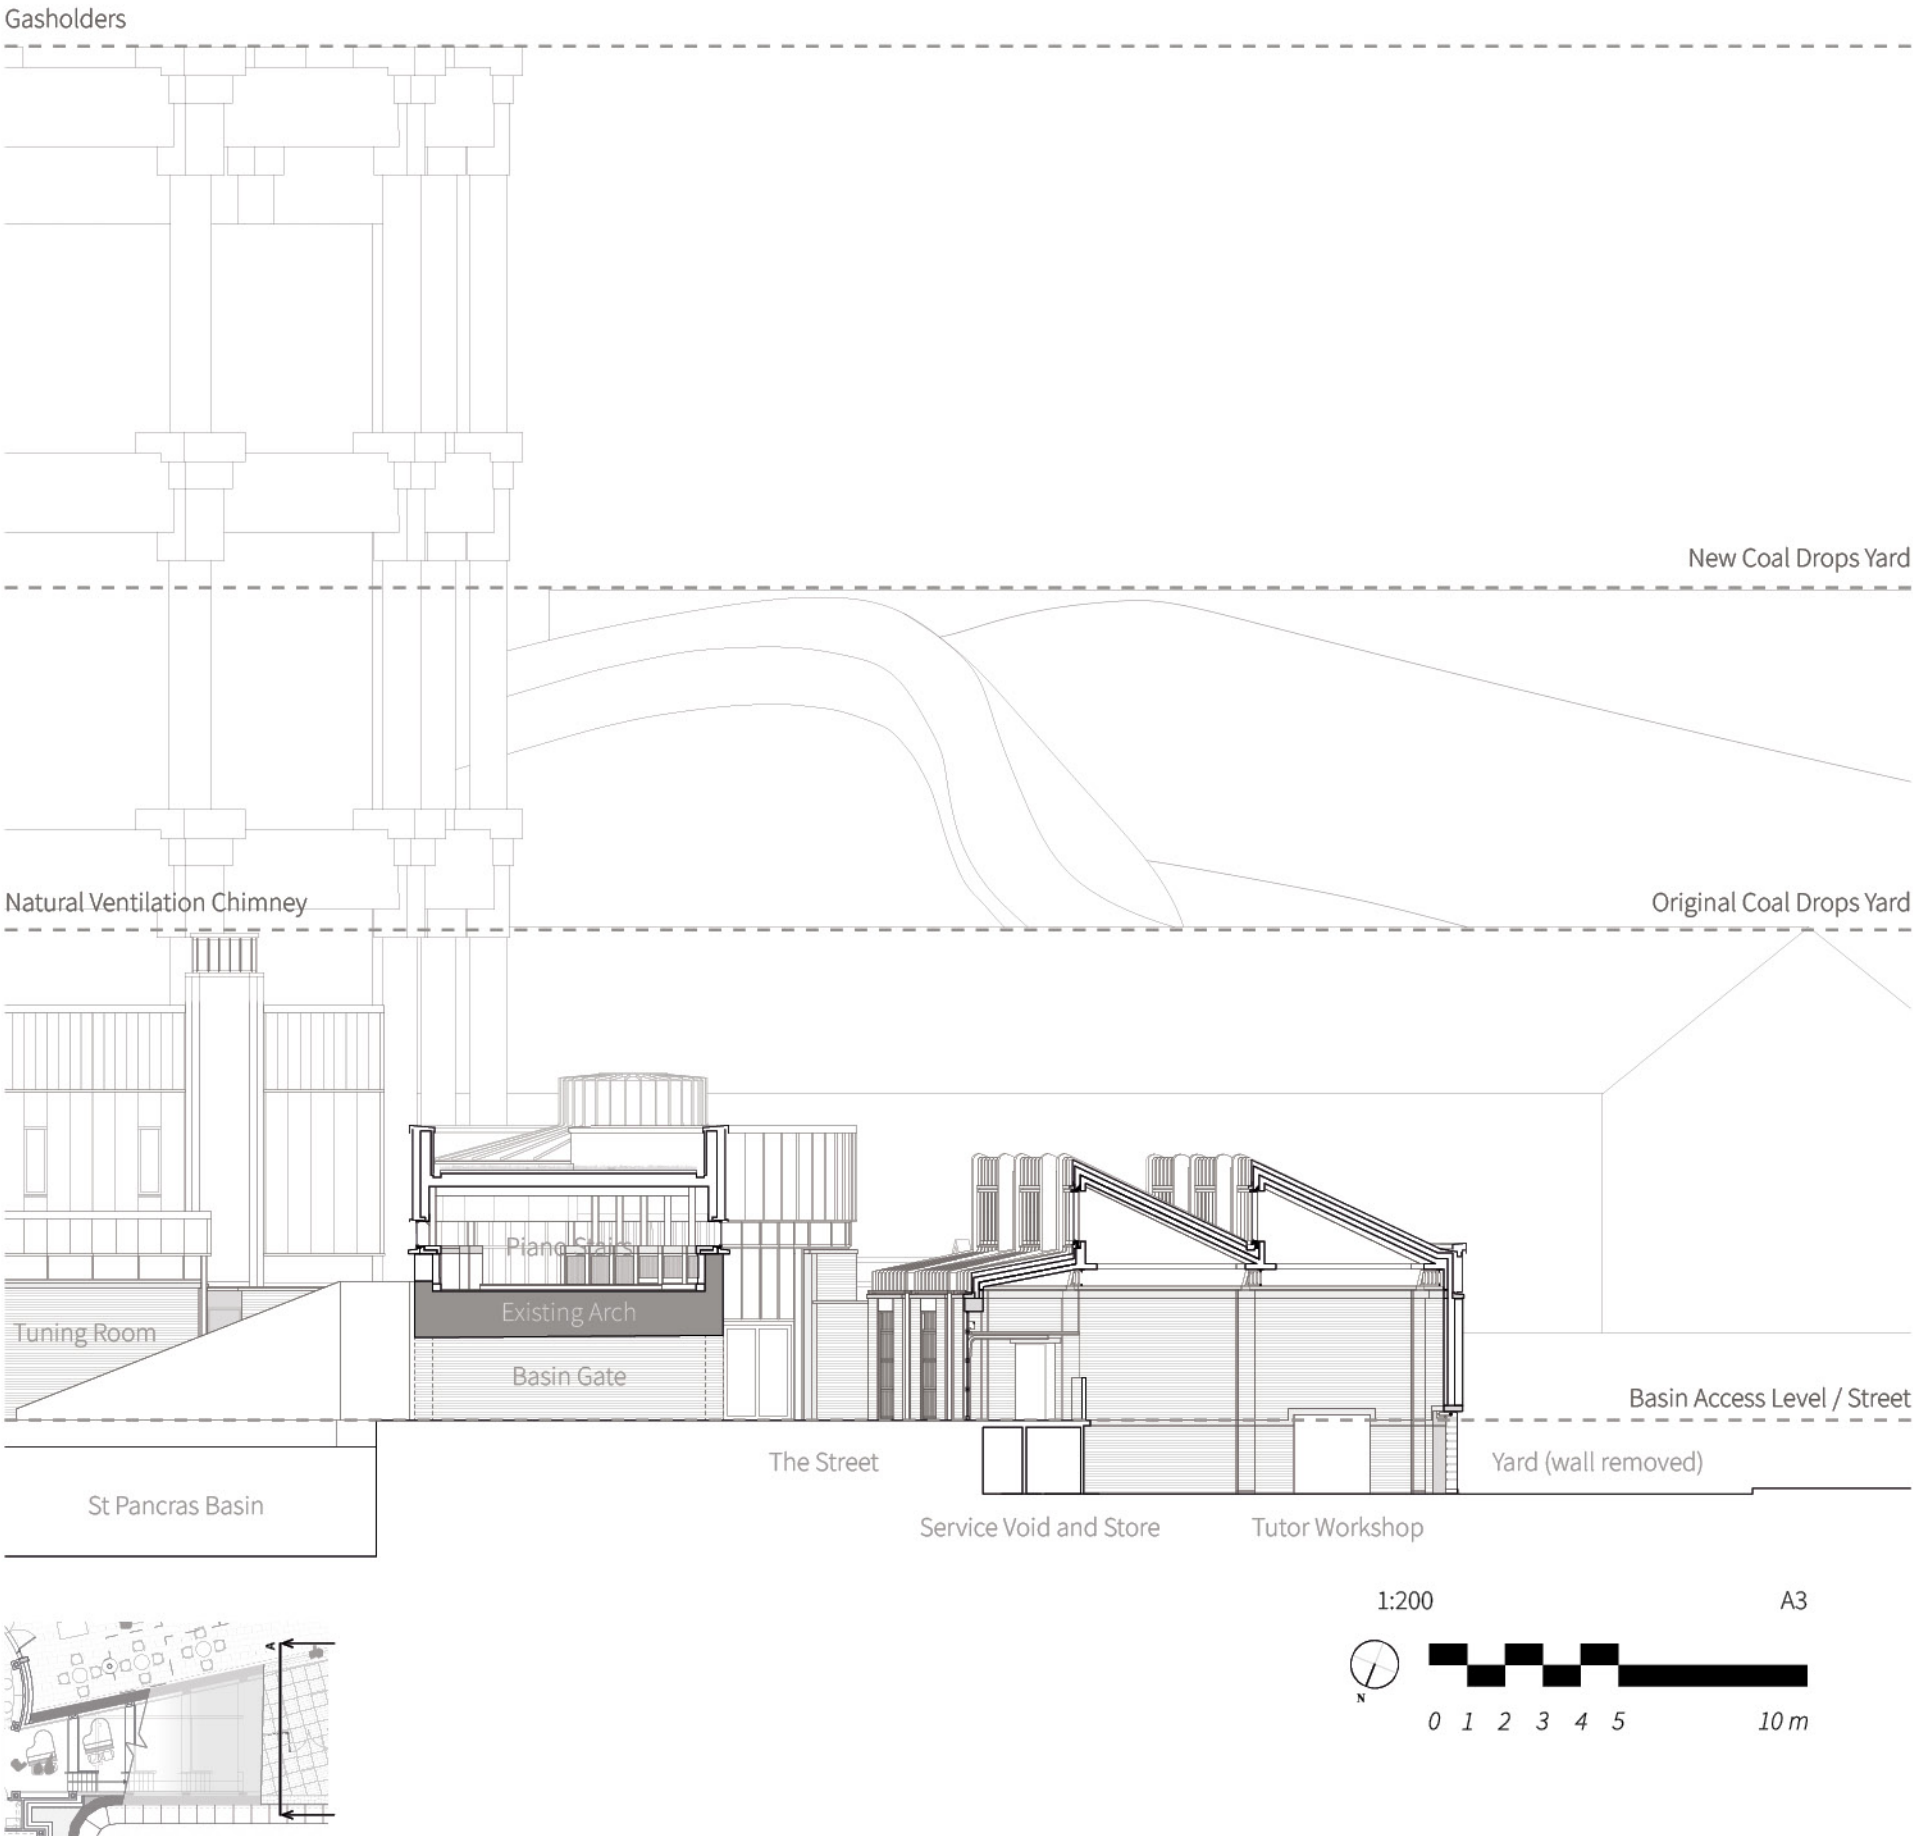 Gasholders
New Coal Drops Yard
Natural Ventilation Chimney
Original Coal Drops Yard
Piano Stairs
Existing Arch
Tuning Room
Basin Gate
Basin Access Level / Street
The Street
Yard (wall removed)
St Pancras Basin
Service Void and Store
Tutor Workshop
1:200
A3
A
N
0 1 2 3 4 5 10 m